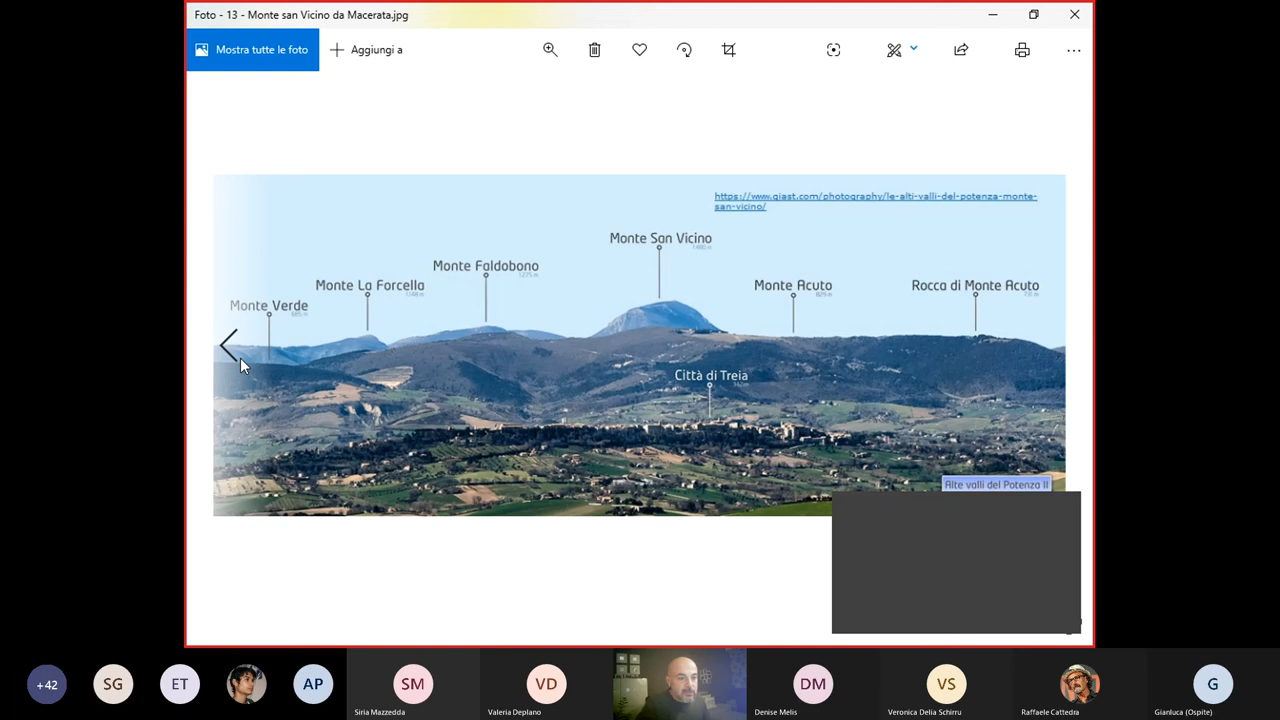 Foto - 13 - Monte san Vicino da Macerata.jpg
Mostra tutte le foto
Aggiungi a
https://www.giast.com/photography/le-alti-valli-del-potenza-monte-
san-vicino/
Monte San Vicino
Monte Faldobono
Monte La Forcella
Monte Acuto
Rocca di Monte Acuto
Monte Verde
Città di Treia
Alte valli del Potenza II
+42
SG
ET
AP
SM
Siria Mazzedda
VD
Valeria Deplano
DM
Denise Melis
VS
Veronica Delia Schirru
Raffaele Cattedra
G
Gianluca (Ospite)